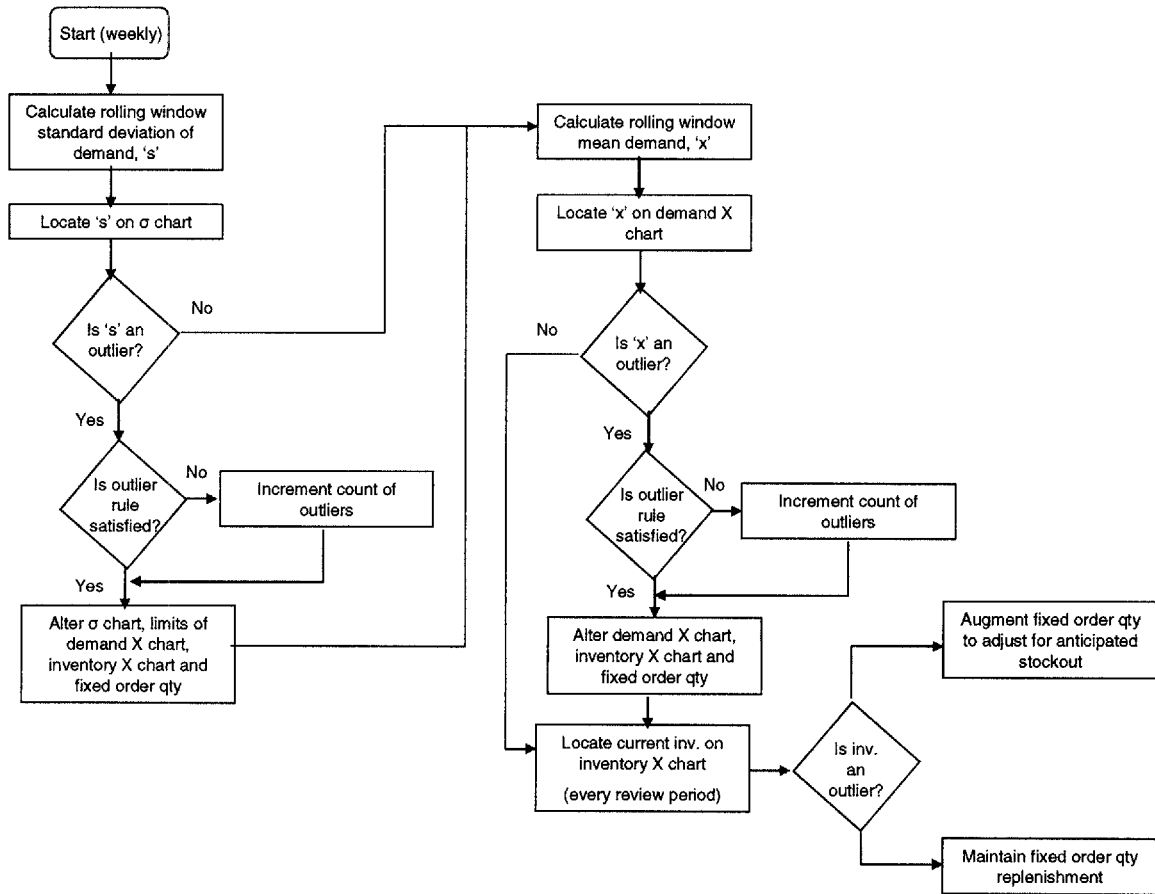 Start (weekly)
Calculate rolling window
standard deviation of
demand, ‘s’
Locate ‘s’ on σ chart
Is ‘s’ an
outlier?
No
Yes
Is outlier
rule
satisfied?
No
Increment count of
outliers
Yes
Alter σ chart, limits of
demand X chart,
inventory X chart and
fixed order qty
Calculate rolling window
mean demand, ‘x’
Locate ‘x’ on demand X
chart
Is ‘x’ an
outlier?
No
Yes
Is outlier
rule
satisfied?
No
Increment count of
outliers
Yes
Alter demand X chart,
inventory X chart and
fixed order qty
Locate current inv. on
inventory X chart
(every review period)
Is inv.
an
outlier?
Augment fixed order qty
to adjust for anticipated
stockout
Maintain fixed order qty
replenishment